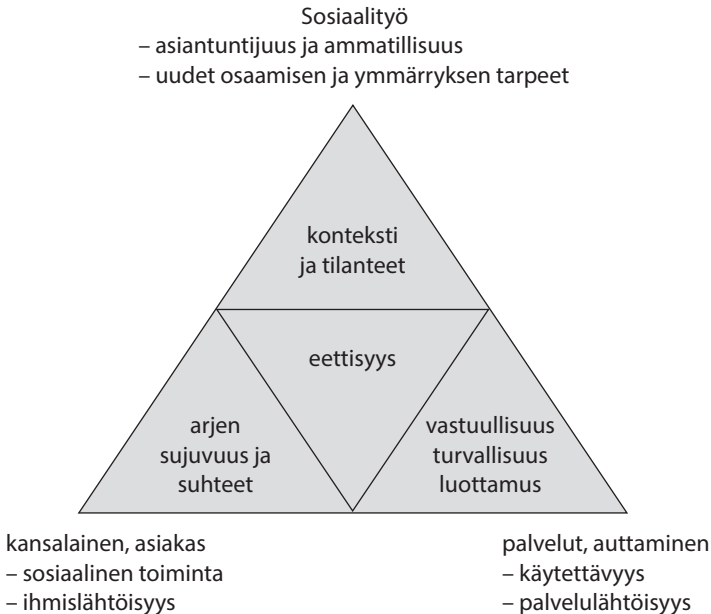 Sosiaalityö
– asiantuntijuus ja ammatillisuus
– uudet osaamisen ja ymmärryksen tarpeet
konteksti
ja tilanteet
eettisyys
arjen
sujuvuus ja
suhteet
vastuullisuus
turvallisuus
luottamus
kansalainen, asiakas
– sosiaalinen toiminta
– ihmislähtöisyys
palvelut, auttaminen
– käytettävyys
– palvelulähtöisyys